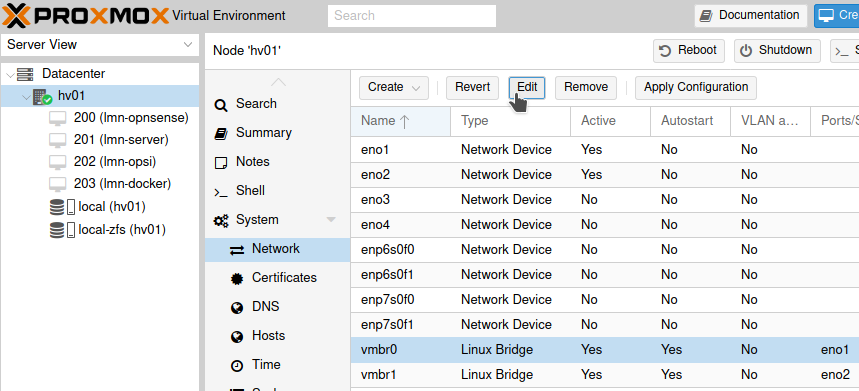 PROXMOX Virtual Environment Search Documentation Cre
Server View
Node 'hv01' Reboot Shutdown >_ S
Datacenter
hv01
200 (lmn-opnsense)
201 (lmn-server)
202 (lmn-opsi)
203 (lmn-docker)
local (hv01)
local-zfs (hv01)
Search
Summary
Notes
>_ Shell
System
Network
Certificates
DNS
Hosts
Time
Create Revert Edit Remove Apply Configuration
Name Type Active Autostart VLAN a... Ports/S
eno1 Network Device Yes No No
eno2 Network Device Yes No No
eno3 Network Device No No No
eno4 Network Device No No No
enp6s0f0 Network Device No No No
enp6s0f1 Network Device No No No
enp7s0f0 Network Device No No No
enp7s0f1 Network Device No No No
vmbr0 Linux Bridge Yes Yes No eno1
vmbr1 Linux Bridge Yes Yes No eno2